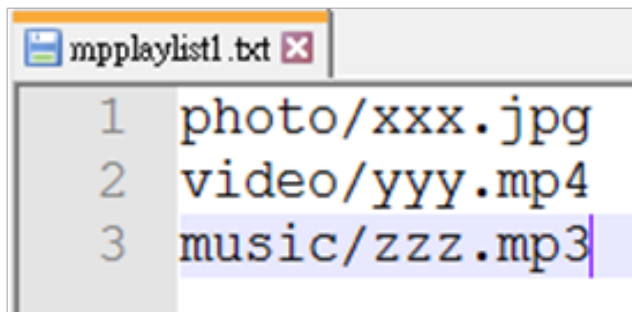 mpplaylist1.txt
1 photo/xxx.jpg
2 video/yyy.mp4
3 music/zzz.mp3